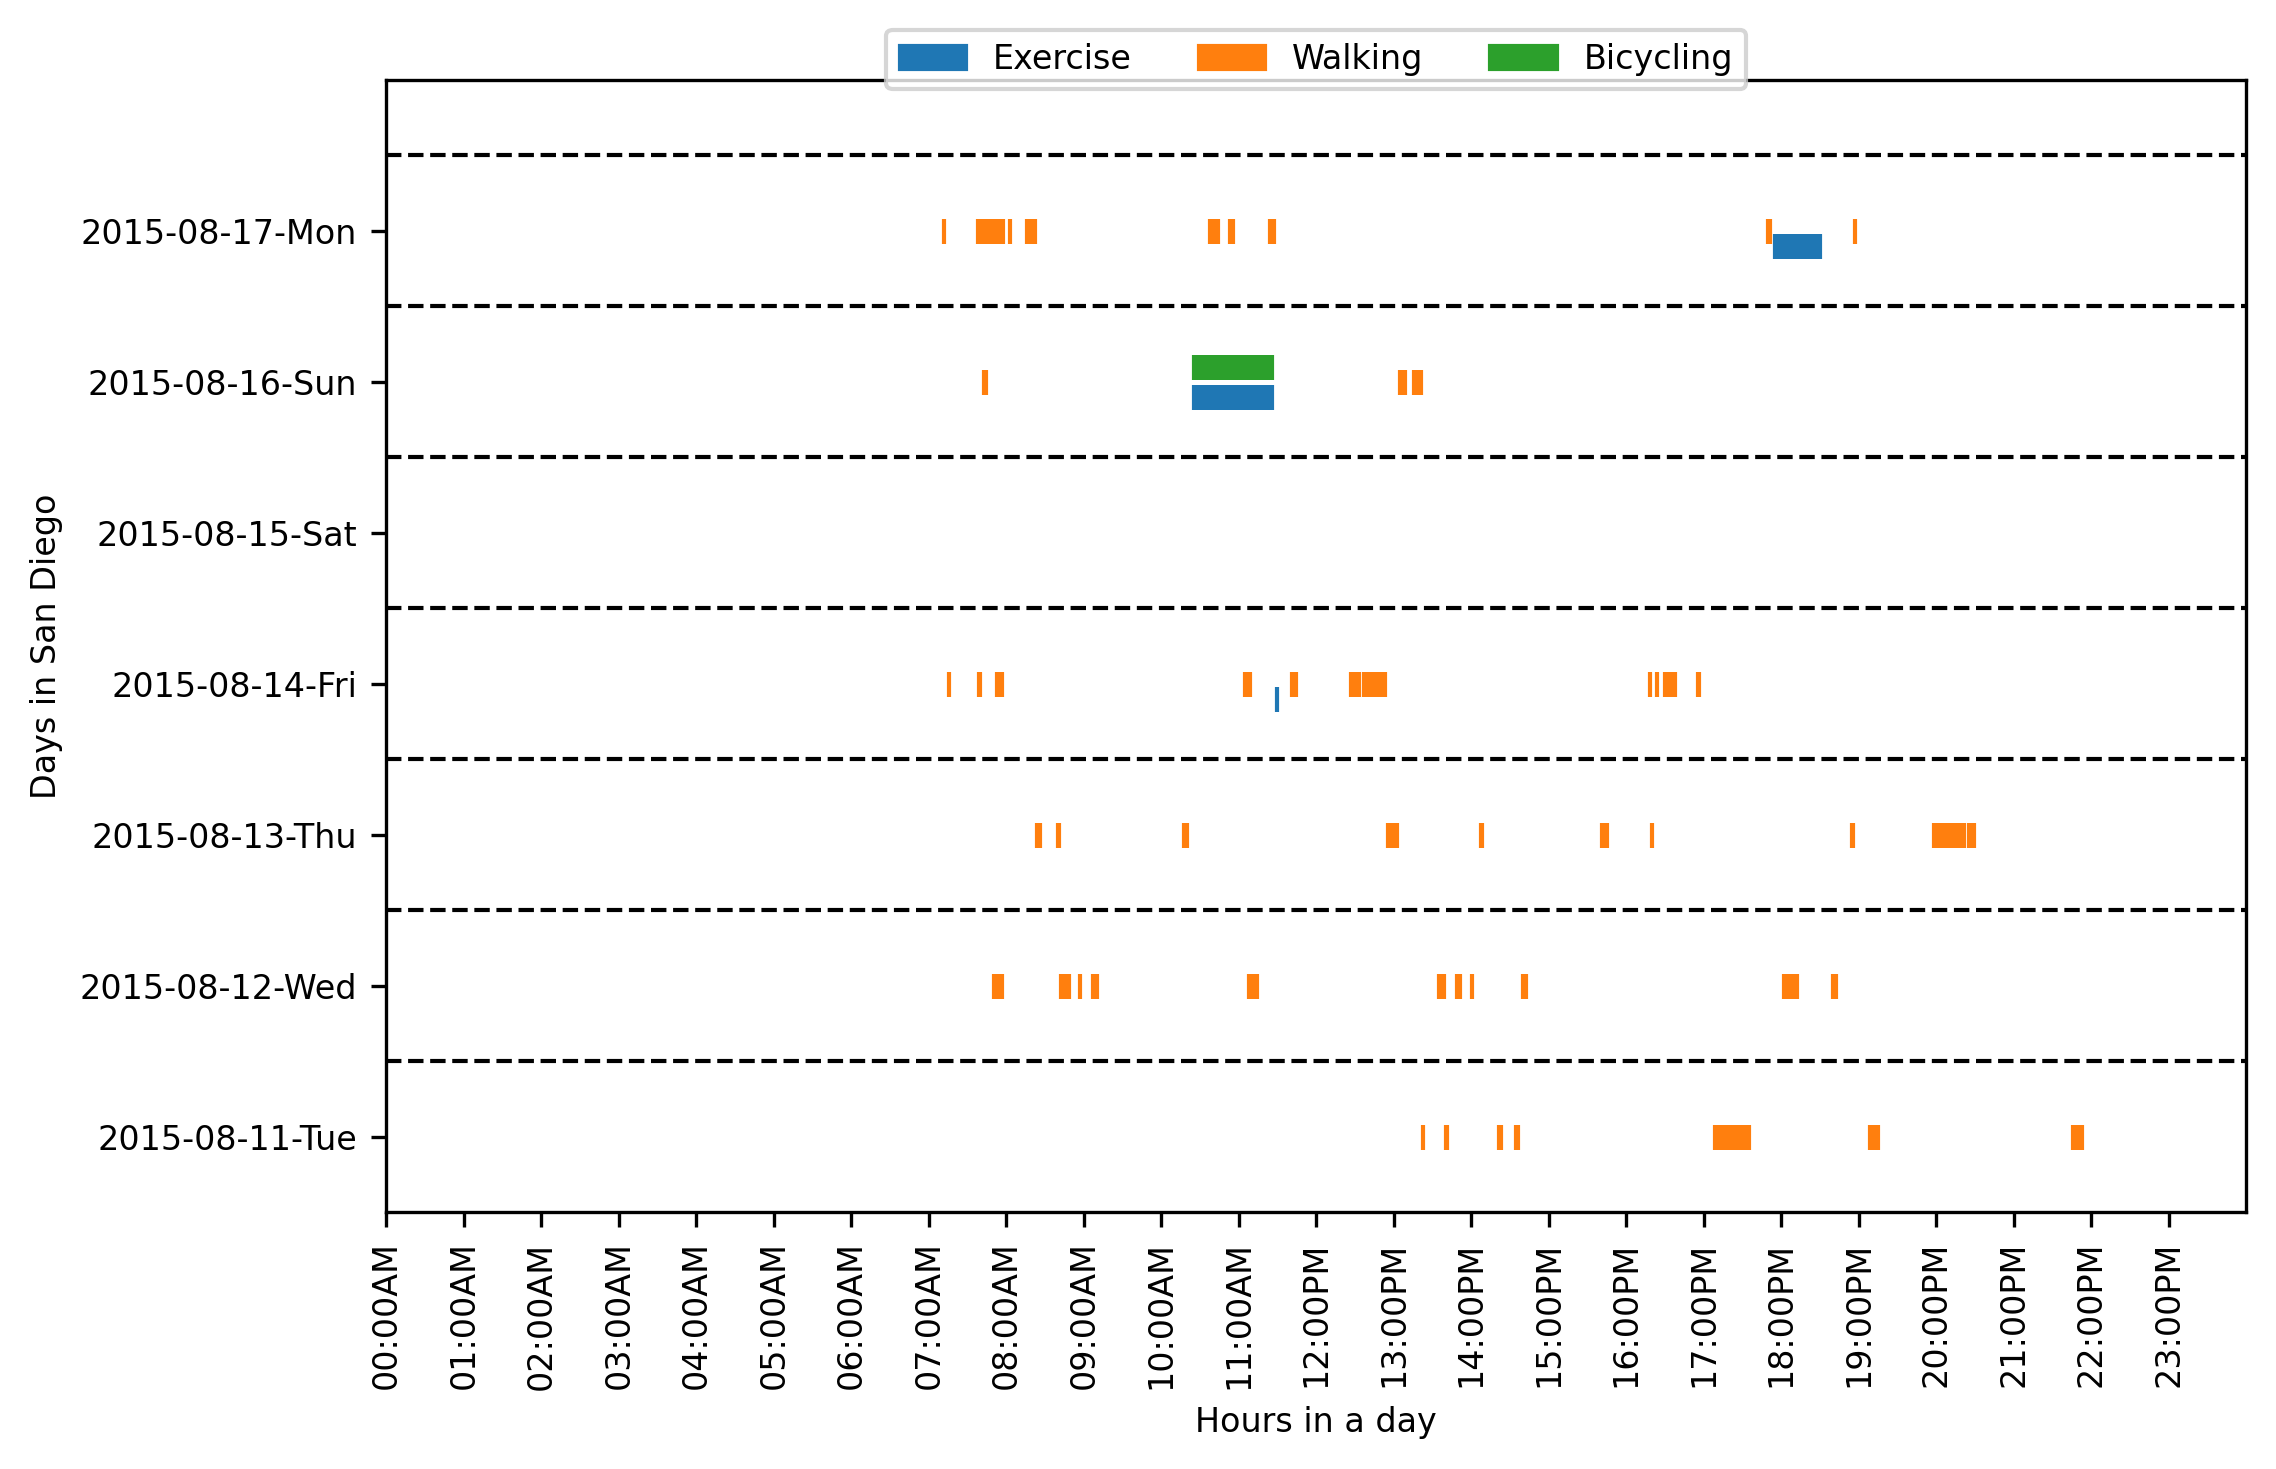 Exercise Walking Bicycling
2015-08-17-Mon
2015-08-16-Sun
2015-08-15-Sat
2015-08-14-Fri
2015-08-13-Thu
2015-08-12-Wed
2015-08-11-Tue
Days in San Diego
00:00AM
01:00AM
02:00AM
03:00AM
04:00AM
05:00AM
06:00AM
07:00AM
08:00AM
09:00AM
10:00AM
11:00AM
12:00PM
13:00PM
14:00PM
15:00PM
16:00PM
17:00PM
18:00PM
19:00PM
20:00PM
21:00PM
22:00PM
23:00PM
Hours in a day